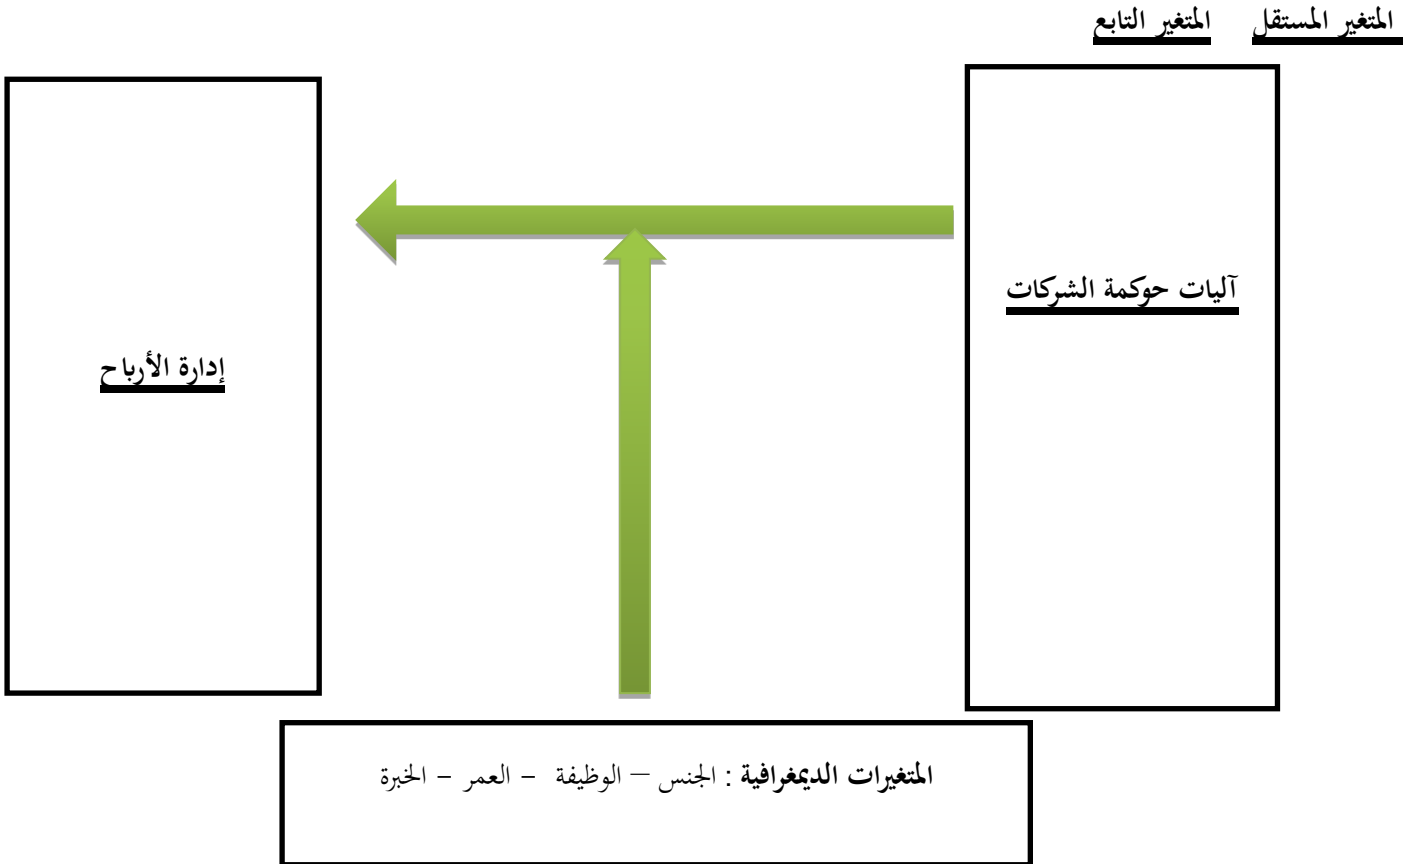 المتغير المستقل المتغير التابع
آليات حوكمة الشركات
إدارة الأرباح
المتغيرات الديمغرافية : الجنس – الوظيفة - العمر - الخبرة